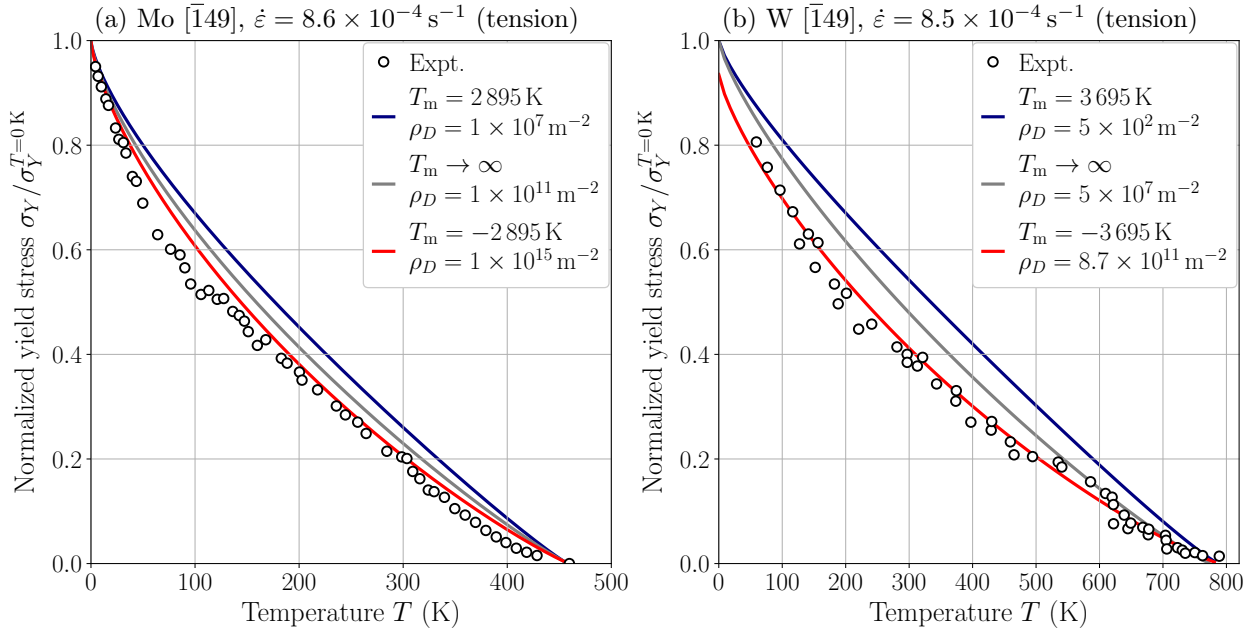 (a) Mo [1̅49], ε̇ = 8.6 × 10⁻⁴ s⁻¹ (tension)
1.0
0.8
0.6
0.4
0.2
0.0
Normalized yield stress σ_Y/σ_Y^{T=0K}
Expt.
T_m = 2 895 K
ρ_D = 1 × 10⁷ m⁻²
T_m → ∞
ρ_D = 1 × 10¹¹ m⁻²
T_m = −2 895 K
ρ_D = 1 × 10¹⁵ m⁻²
0 100 200 300 400 500
Temperature T (K)
(b) W [1̅49], ε̇ = 8.5 × 10⁻⁴ s⁻¹ (tension)
1.0
0.8
0.6
0.4
0.2
0.0
Normalized yield stress σ_Y/σ_Y^{T=0K}
Expt.
T_m = 3 695 K
ρ_D = 5 × 10² m⁻²
T_m → ∞
ρ_D = 5 × 10⁷ m⁻²
T_m = −3 695 K
ρ_D = 8.7 × 10¹¹ m⁻²
0 100 200 300 400 500 600 700 800
Temperature T (K)